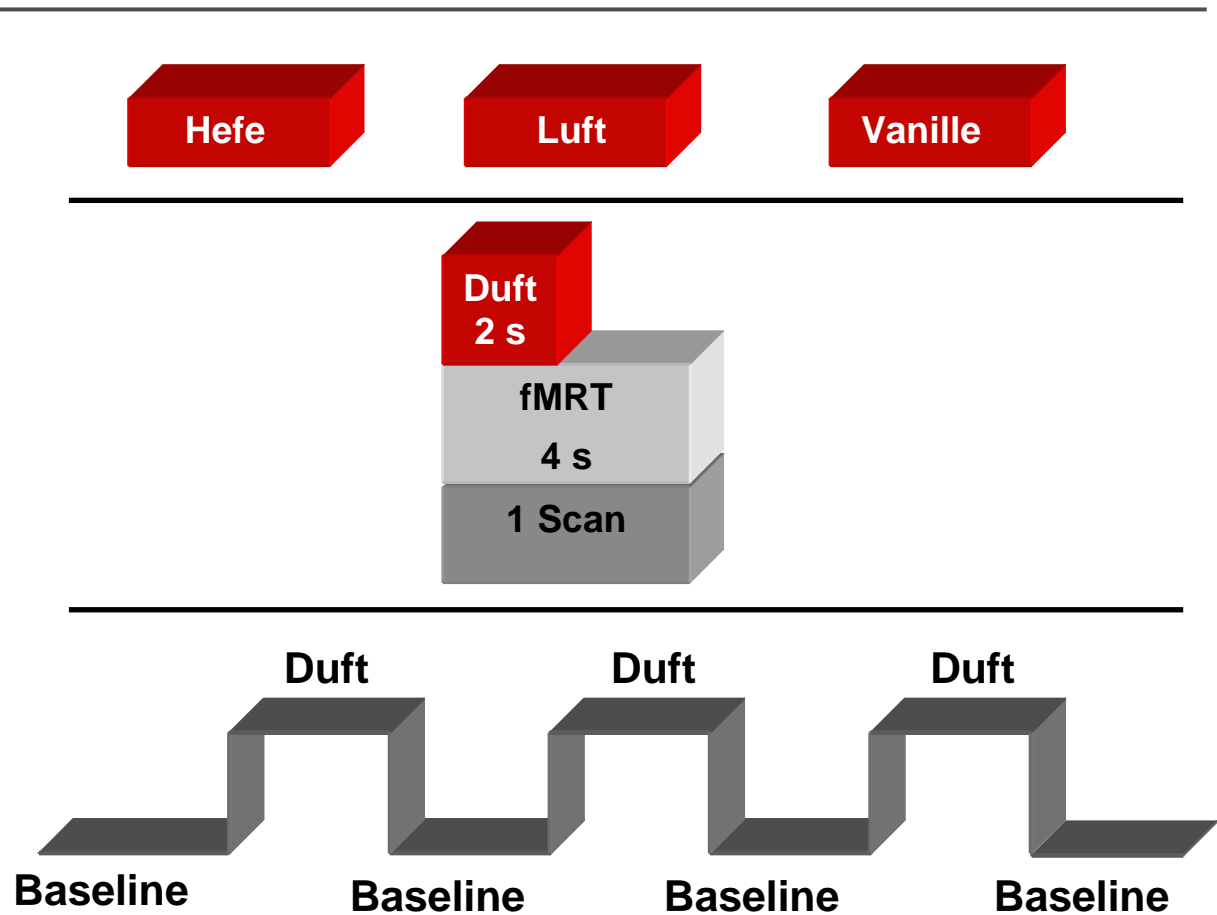 Hefe
Luft
Vanille
Duft
2 s
fMRT
4 s
1 Scan
Duft
Duft
Duft
Baseline
Baseline
Baseline
Baseline